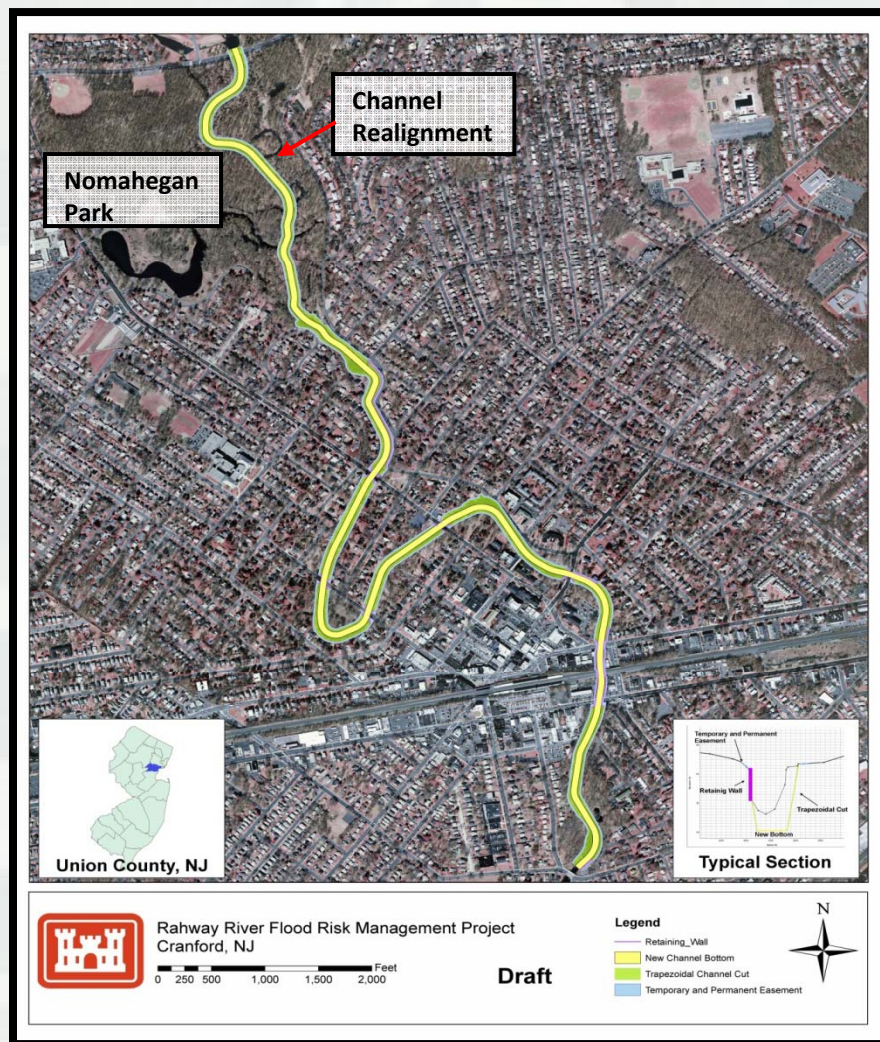 Channel
Realignment
Nomahegan
Park
Union County, NJ
Temporary and Permanent
Easement
Retainig Wall
Trapezoidal Cut
New Bottom
Typical Section
Rahway River Flood Risk Management Project
Cranford, NJ
Feet
0 250 500 1,000 1,500 2,000
Draft
Legend
Retaining_Wall
New Channel Bottom
Trapezoidal Channel Cut
Temporary and Permanent Easement
N